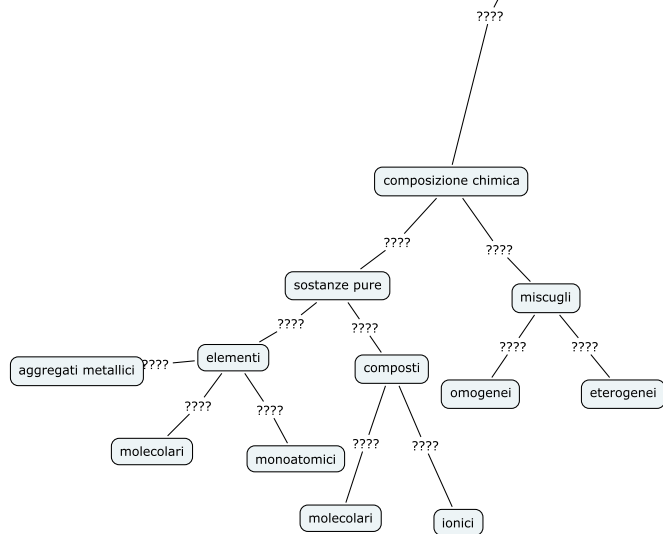 ????
composizione chimica
????
????
sostanze pure
miscugli
????
????
????
????
elementi
composti
aggregati metallici
????
????
????
omogenei
eterogenei
molecolari
monoatomici
????
????
molecolari
ionici